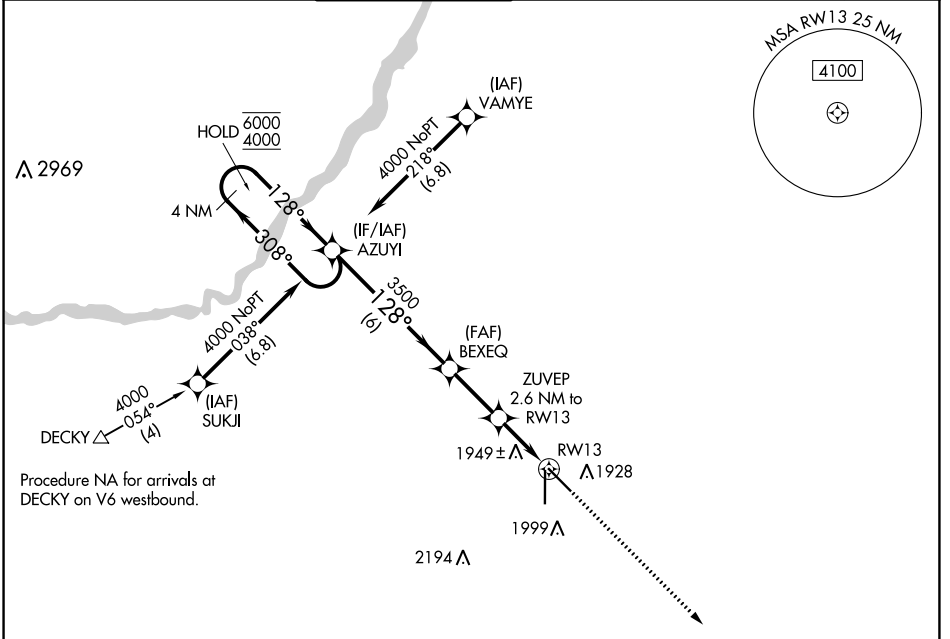 MSA RW13 25 NM
4100
(IAF)
VAMYE
4000 NoPT
218°
(6.8)
HOLD 6000
4000
2969
4 NM
128°
308°
(IF/IAF)
AZUYI
3500
128°
(6)
4000 NoPT
038°
(6.8)
(FAF)
BEXEQ
(IAF)
SUKJI
4000
054°
(4)
DECKY
ZUVEP
2.6 NM to
RW13
1949±
RW13
1928
1999
2194
Procedure NA for arrivals at
DECKY on V6 westbound.